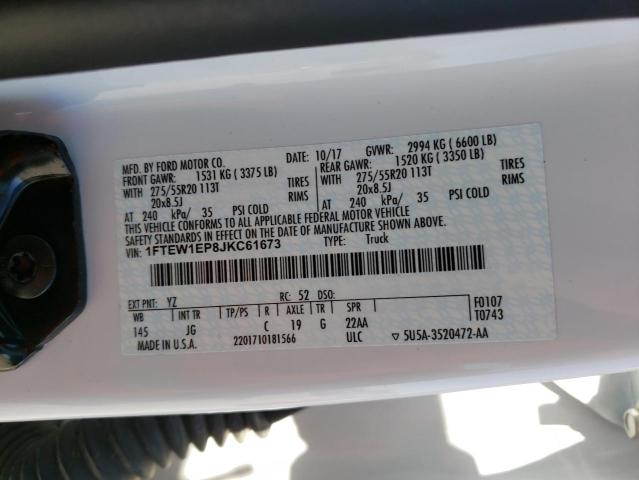 MFD. BY FORD MOTOR CO. DATE: 10/17 GVWR: 2994 KG ( 6600 LB)
FRONT GAWR: 1531 KG ( 3375 LB) REAR GAWR: 1520 KG ( 3350 LB)
WITH 275/55R20 113T TIRES WITH 275/55R20 113T TIRES
20x8.5J RIMS 20x8.5J RIMS
AT 240 kPa/ 35 PSI COLD AT 240 kPa/ 35 PSI COLD
THIS VEHICLE CONFORMS TO ALL APPLICABLE FEDERAL MOTOR VEHICLE
SAFETY STANDARDS IN EFFECT ON THE DATE OF MANUFACTURE SHOWN ABOVE.
VIN: 1FTEW1EP8JKC61673 TYPE: Truck
EXT PNT: YZ RC: 52 DSO:
WB INT TR TP/PS R AXLE TR SPR F0107
145 JG C 19 G 22AA T0743
MADE IN U.S.A. 2201710181566 ULC ▽ 5U5A-3520472-AA